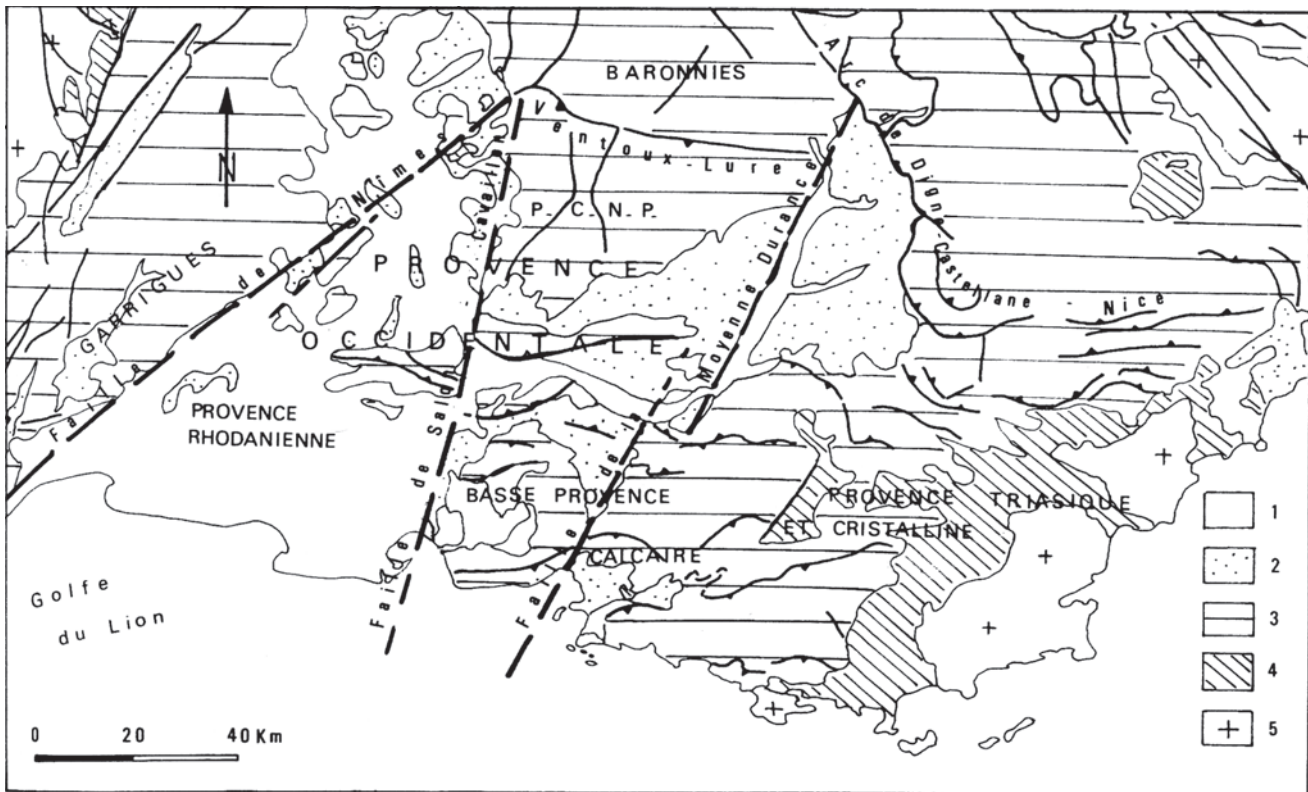 BARONNIES
Arc de Digne-Castellane - Nice
Ventoux-Lure
N
Faille de Nîmes
P_C_N_P_
GARRIGUES
PROVENCE
OCCIDENTALE
Faille de Salon Cavaillon
Faille de la Moyenne Durance
PROVENCE
RHODANIENNE
BASSE PROVENCE
CALCAIRE
PROVENCE TRIASIQUE
ET CRISTALLINE
Golfe
du Lion
0 20 40 Km
1
2
3
4
5